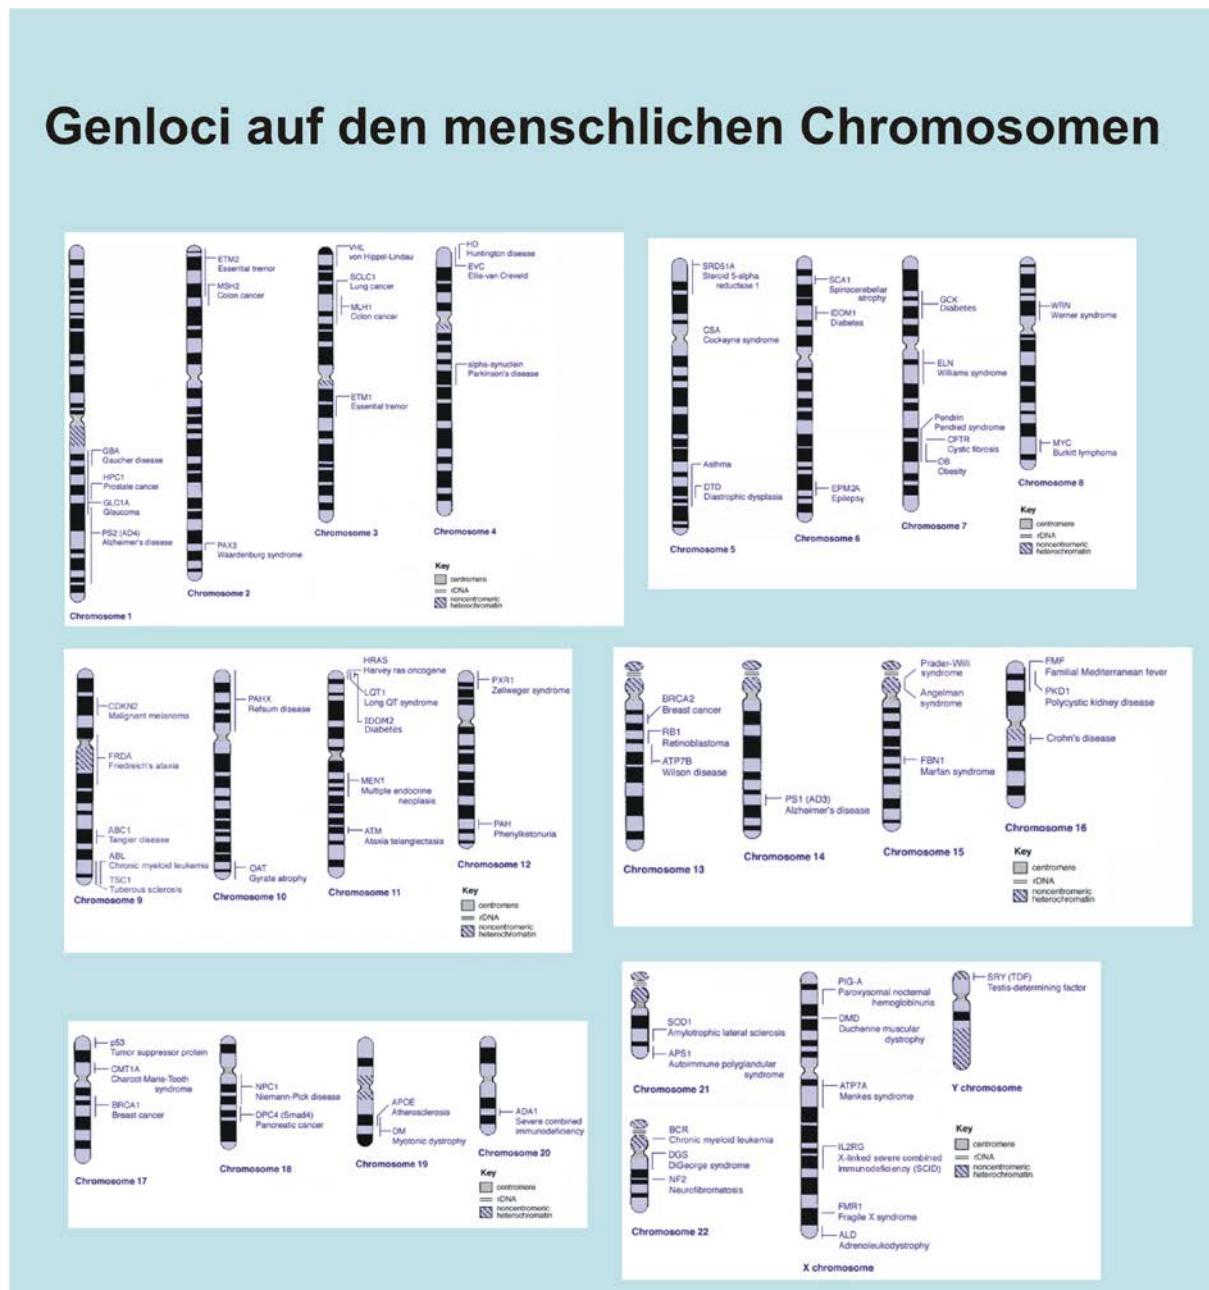 Genloci auf den menschlichen Chromosomen
ETM2
Essential tremor
MSH2
Colon cancer
GBA
Gaucher disease
HPC1
Prostate cancer
GLC1A
Glaucoma
PS2 (AD4)
Alzheimer's disease
PAX3
Waardenburg syndrome
Chromosome 1
Chromosome 2
VHL
von Hippel-Lindau
SCLC1
Lung cancer
MLH1
Colon cancer
ETM1
Essential tremor
Chromosome 3
HD
Huntington disease
EVC
Ellis-van Creveld
alpha-synuclein
Parkinson's disease
Chromosome 4
Key
centromere
rDNA
noncentromeric
heterochromatin
SRD51A
Steroid 5-alpha
reductase 1
CSA
Cockayne syndrome
Asthma
DTD
Diastrophic dysplasia
Chromosome 5
SCA1
Spinocerebellar
atrophy
IDDM1
Diabetes
EPM2A
Epilepsy
Chromosome 6
GCK
Diabetes
ELN
Williams syndrome
Pendrin
Pendred syndrome
CFTR
Cystic fibrosis
OB
Obesity
Chromosome 7
WRN
Werner syndrome
MYC
Burkitt lymphoma
Chromosome 8
Key
centromere
rDNA
noncentromeric
heterochromatin
CDKN2
Malignant melanoma
FRDA
Friedreich's ataxia
ABC1
Tangier disease
ABL
Chronic myeloid leukemia
TSC1
Tuberous sclerosis
Chromosome 9
PAHX
Refsum disease
OAT
Gyrate atrophy
Chromosome 10
HRAS
Harvey ras oncogene
LQT1
Long QT syndrome
IDDM2
Diabetes
MEN1
Multiple endocrine
neoplasis
ATM
Ataxia telangiectasia
Chromosome 11
PXR1
Zellweger syndrome
PAH
Phenylketonuria
Chromosome 12
Key
centromere
rDNA
noncentromeric
heterochromatin
BRCA2
Breast cancer
RB1
Retinoblastoma
ATP7B
Wilson disease
Chromosome 13
PS1 (AD3)
Alzheimer's disease
Chromosome 14
Prader-Willi
syndrome
Angelman
syndrome
FBN1
Marfan syndrome
Chromosome 15
FMF
Familial Mediterranean fever
PKD1
Polycystic kidney disease
Crohn's disease
Chromosome 16
Key
centromere
rDNA
noncentromeric
heterochromatin
p53
Tumor suppressor protein
CMT1A
Charcot-Marie-Tooth
syndrome
BRCA1
Breast cancer
Chromosome 17
NPC1
Niemann-Pick disease
DPC4 (Smad4)
Pancreatic cancer
Chromosome 18
APOE
Atherosclerosis
DM
Myotonic dystrophy
Chromosome 19
ADA1
Severe combined
immunodeficiency
Chromosome 20
Key
centromere
rDNA
noncentromeric
heterochromatin
SOD1
Amylotrophic lateral sclerosis
APS1
Autoimmune polyglandular
syndrome
Chromosome 21
BCR
Chronic myeloid leukemia
DGS
DiGeorge syndrome
NF2
Neurofibromatosis
Chromosome 22
PIG-A
Paroxysomal nocternal
hemoglobinuria
DMD
Duchenne muscular
dystrophy
ATP7A
Menkes syndrome
IL2RG
X-linked severe combined
immunodeficiency (SCID)
FMR1
Fragile X syndrome
ALD
Adrenoleukodystrophy
X chromosome
SRY (TDF)
Testis-determining factor
Y chromosome
Key
centromere
rDNA
noncentromeric
heterochromatin